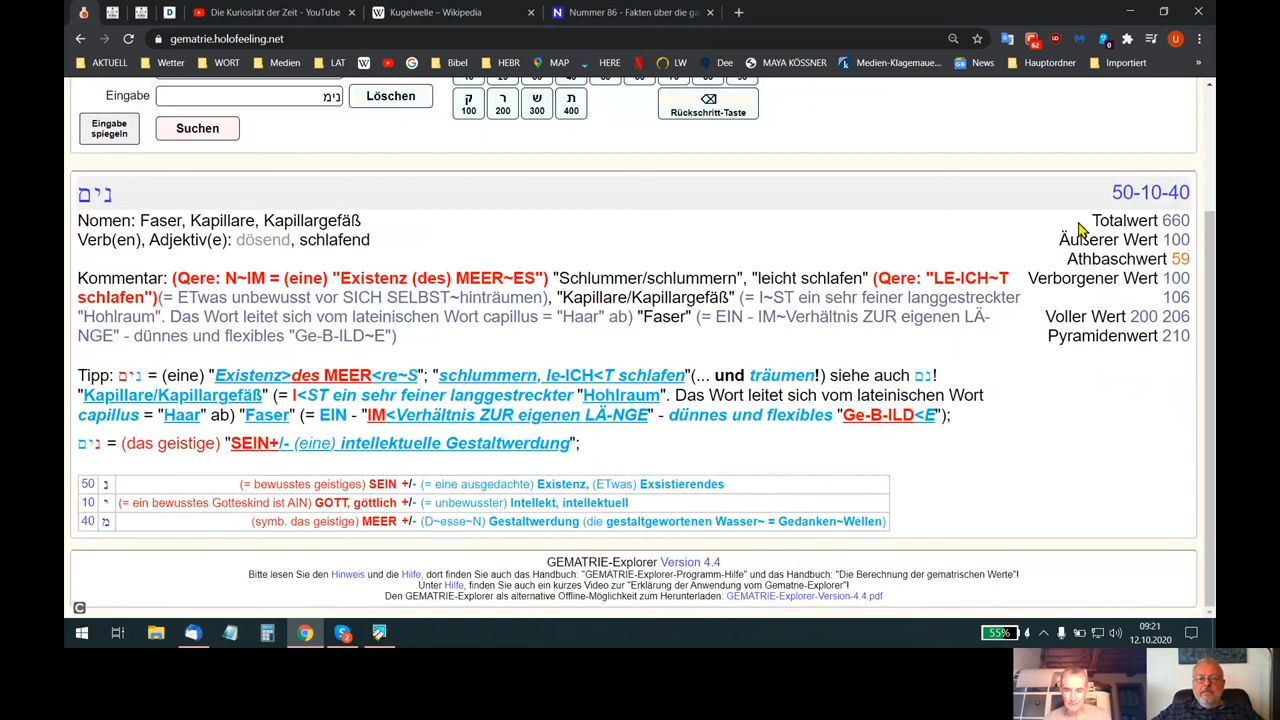 Die Kuriosität der Zeit - YouTube × Kugelwelle – Wikipedia × Nummer 86 - Fakten über die ga ×
gematrie.holofeeling.net
AKTUELL Wetter WORT Medien LAT Bibel HEBR MAP HERE LW Dee MAYA KÖSSNER Medien-Klagemaue... News Hauptordner Importiert »
Eingabe נימ Löschen
ק 100 ר 200 ש 300 ת 400 Rückschritt-Taste
Eingabe spiegeln Suchen
נים 50-10-40
Nomen: Faser, Kapillare, Kapillargefäß Totalwert 660
Verb(en), Adjektiv(e): dösend, schlafend Äußerer Wert 100
Athbaschwert 59
Kommentar: (Qere: N~IM = (eine) "Existenz (des) MEER~ES") "Schlummer/schlummern", "leicht schlafen" (Qere: "LE-ICH~T Verborgener Wert 100
schlafen")(= ETwas unbewusst vor SICH SELBST~hinträumen), "Kapillare/Kapillargefäß" (= I~ST ein sehr feiner langgestreckter 106
"Hohlraum". Das Wort leitet sich vom lateinischen Wort capillus = "Haar" ab) "Faser" (= EIN - IM~Verhältnis ZUR eigenen LÄ- Voller Wert 200 206
NGE" - dünnes und flexibles "Ge-B-ILD~E") Pyramidenwert 210
Tipp: נים = (eine) "Existenz>des MEER<re~S"; "schlummern, le-ICH<T schlafen"(... und träumen!) siehe auch נם!
"Kapillare/Kapillargefäß" (= I<ST ein sehr feiner langgestreckter "Hohlraum". Das Wort leitet sich vom lateinischen Wort
capillus = "Haar" ab) "Faser" (= EIN - "IM<Verhältnis ZUR eigenen LÄ-NGE" - dünnes und flexibles "Ge-B-ILD<E");
נים = (das geistige) "SEIN+/- (eine) intellektuelle Gestaltwerdung";
50 נ (= bewusstes geistiges) SEIN +/- (= eine ausgedachte) Existenz, (ETwas) Exsistierendes
10 י (= ein bewusstes Gotteskind ist AIN) GOTT, göttlich +/- (= unbewusster) Intellekt, intellektuell
40 מ (symb. das geistige) MEER +/- (D~esse~N) Gestaltwerdung (die gestaltgewortenen Wasser~ = Gedanken~Wellen)
GEMATRIE-Explorer Version 4.4
Bitte lesen Sie den Hinweis und die Hilfe, dort finden Sie auch das Handbuch: "GEMATRIE-Explorer-Programm-Hilfe" und das Handbuch: "Die Berechnung der gematrischen Werte"!
Unter Hilfe, finden Sie auch ein kurzes Video zur "Erklärung der Anwendung vom Gematrie-Explorer"!
Den GEMATRIE-Explorer als alternative Offline-Möglichkeit zum Herunterladen: GEMATRIE-Explorer-Version-4.4.pdf
55% 09:21
12.10.2020